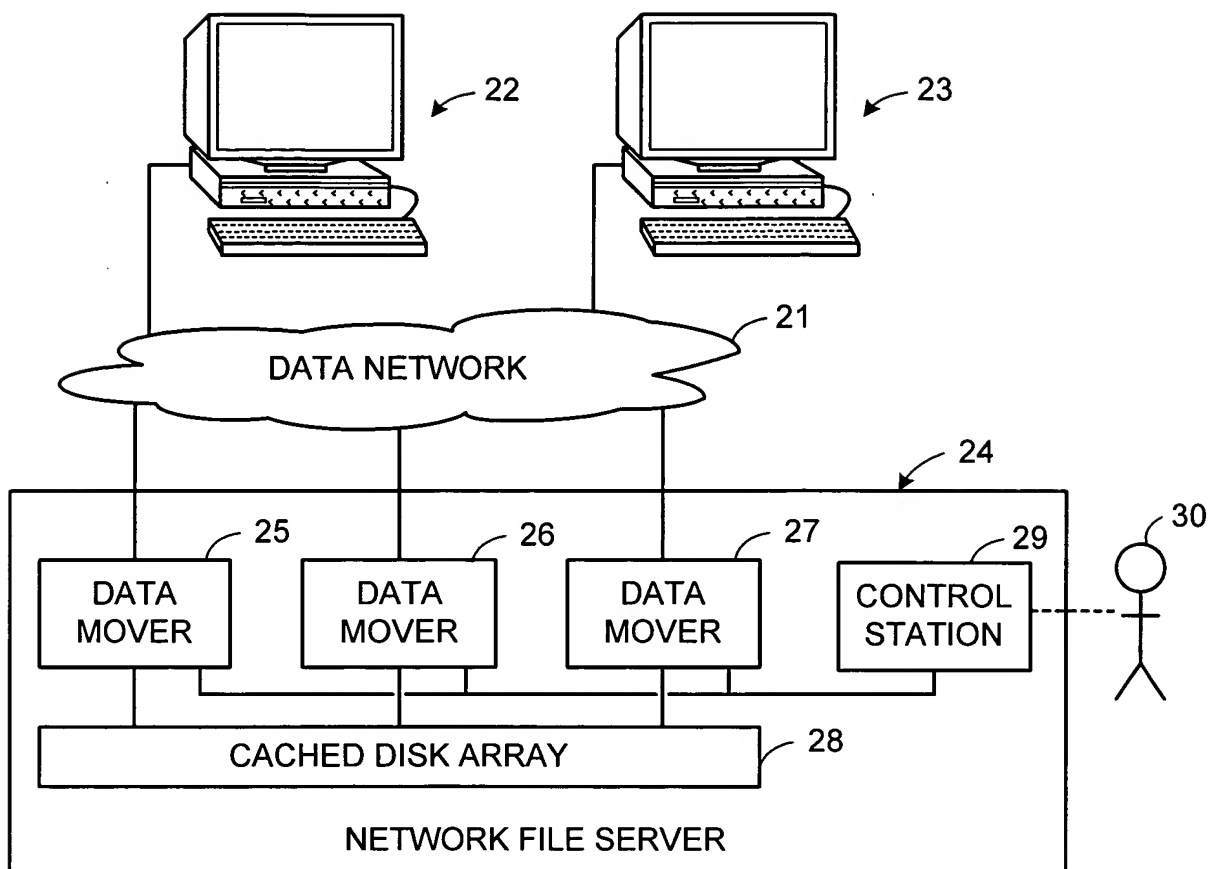 22
23
21
DATA NETWORK
24
25
26
27
29
30
DATA
MOVER
DATA
MOVER
DATA
MOVER
CONTROL
STATION
28
CACHED DISK ARRAY
NETWORK FILE SERVER